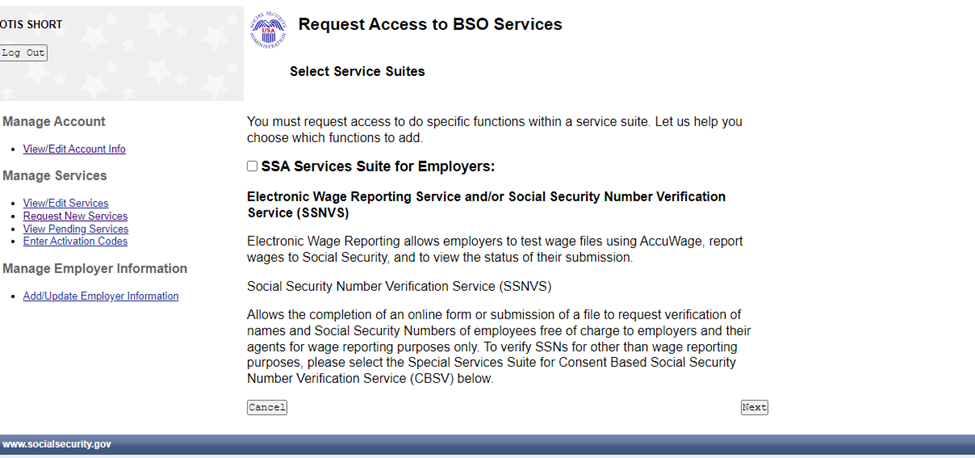 OTIS SHORT
Log Out
Manage Account
View/Edit Account Info
Manage Services
View/Edit Services
Request New Services
View Pending Services
Enter Activation Codes
Manage Employer Information
Add/Update Employer Information
SOCIAL SECURITY
USA
ADMINISTRATION
Request Access to BSO Services
Select Service Suites
You must request access to do specific functions within a service suite. Let us help you
choose which functions to add.
SSA Services Suite for Employers:
Electronic Wage Reporting Service and/or Social Security Number Verification
Service (SSNVS)
Electronic Wage Reporting allows employers to test wage files using AccuWage, report
wages to Social Security, and to view the status of their submission.
Social Security Number Verification Service (SSNVS)
Allows the completion of an online form or submission of a file to request verification of
names and Social Security Numbers of employees free of charge to employers and their
agents for wage reporting purposes only. To verify SSNs for other than wage reporting
purposes, please select the Special Services Suite for Consent Based Social Security
Number Verification Service (CBSV) below.
Cancel
Next
www.socialsecurity.gov